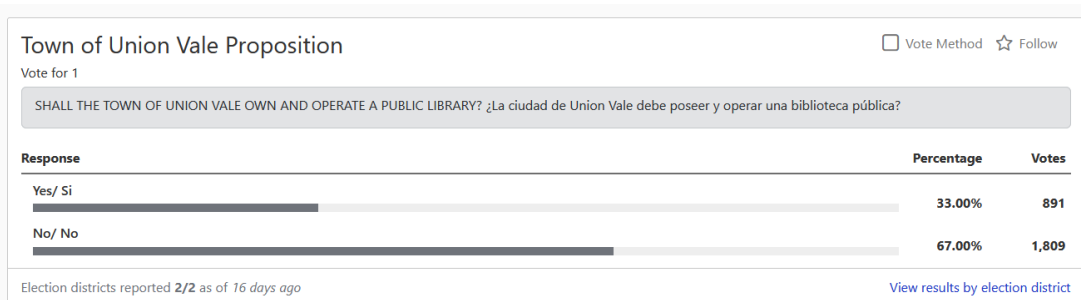 Town of Union Vale Proposition
Vote Method Follow
Vote for 1
SHALL THE TOWN OF UNION VALE OWN AND OPERATE A PUBLIC LIBRARY? ¿La ciudad de Union Vale debe poseer y operar una biblioteca pública?
Response Percentage Votes
Yes/ Si
33.00% 891
No/ No
67.00% 1,809
Election districts reported 2/2 as of 16 days ago View results by election district